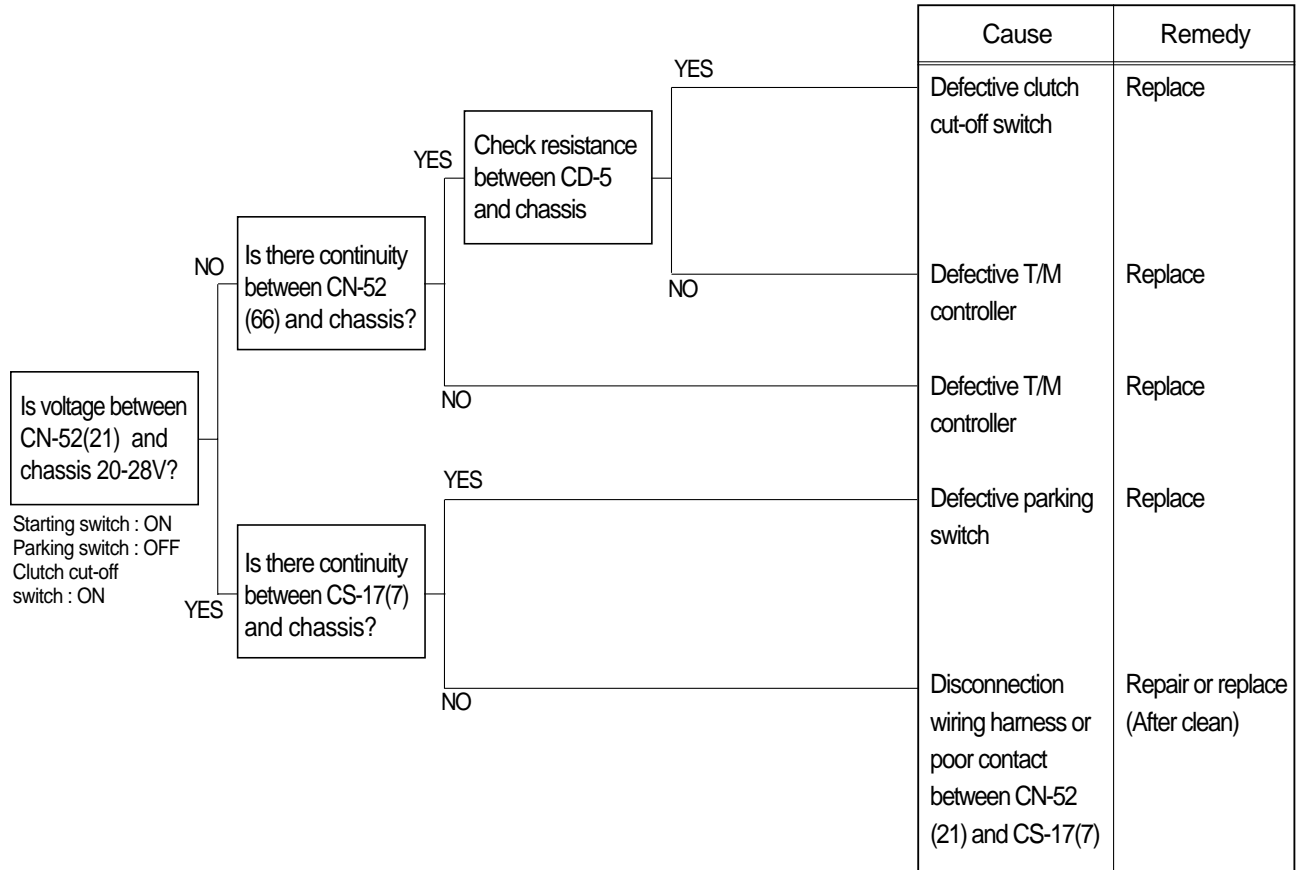 Cause
Remedy
YES
Defective clutch
cut-off switch
Replace
YES
Check resistance
between CD-5
and chassis
NO
Is there continuity
between CN-52
(66) and chassis?
NO
Defective T/M
controller
Replace
Is voltage between
CN-52(21) and
chassis 20-28V?
NO
Defective T/M
controller
Replace
Starting switch : ON
Parking switch : OFF
Clutch cut-off
switch : ON
YES
Is there continuity
between CS-17(7)
and chassis?
YES
Defective parking
switch
Replace
NO
Disconnection
wiring harness or
poor contact
between CN-52
(21) and CS-17(7)
Repair or replace
(After clean)